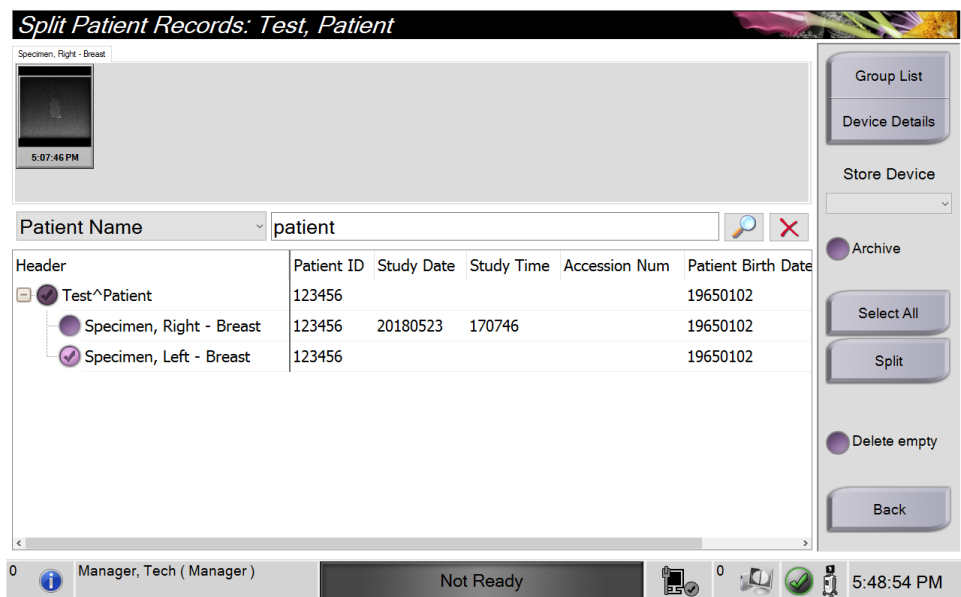 Split Patient Records: Test, Patient
Specimen, Right - Breast
5:07:46 PM
Group List
Device Details
Store Device
Archive
Select All
Split
Delete empty
Back
Patient Name patient
Header Patient ID Study Date Study Time Accession Num Patient Birth Date
Test^Patient 123456 19650102
Specimen, Right - Breast 123456 20180523 170746 19650102
Specimen, Left - Breast 123456 19650102
0 Manager, Tech ( Manager ) Not Ready 0 5:48:54 PM